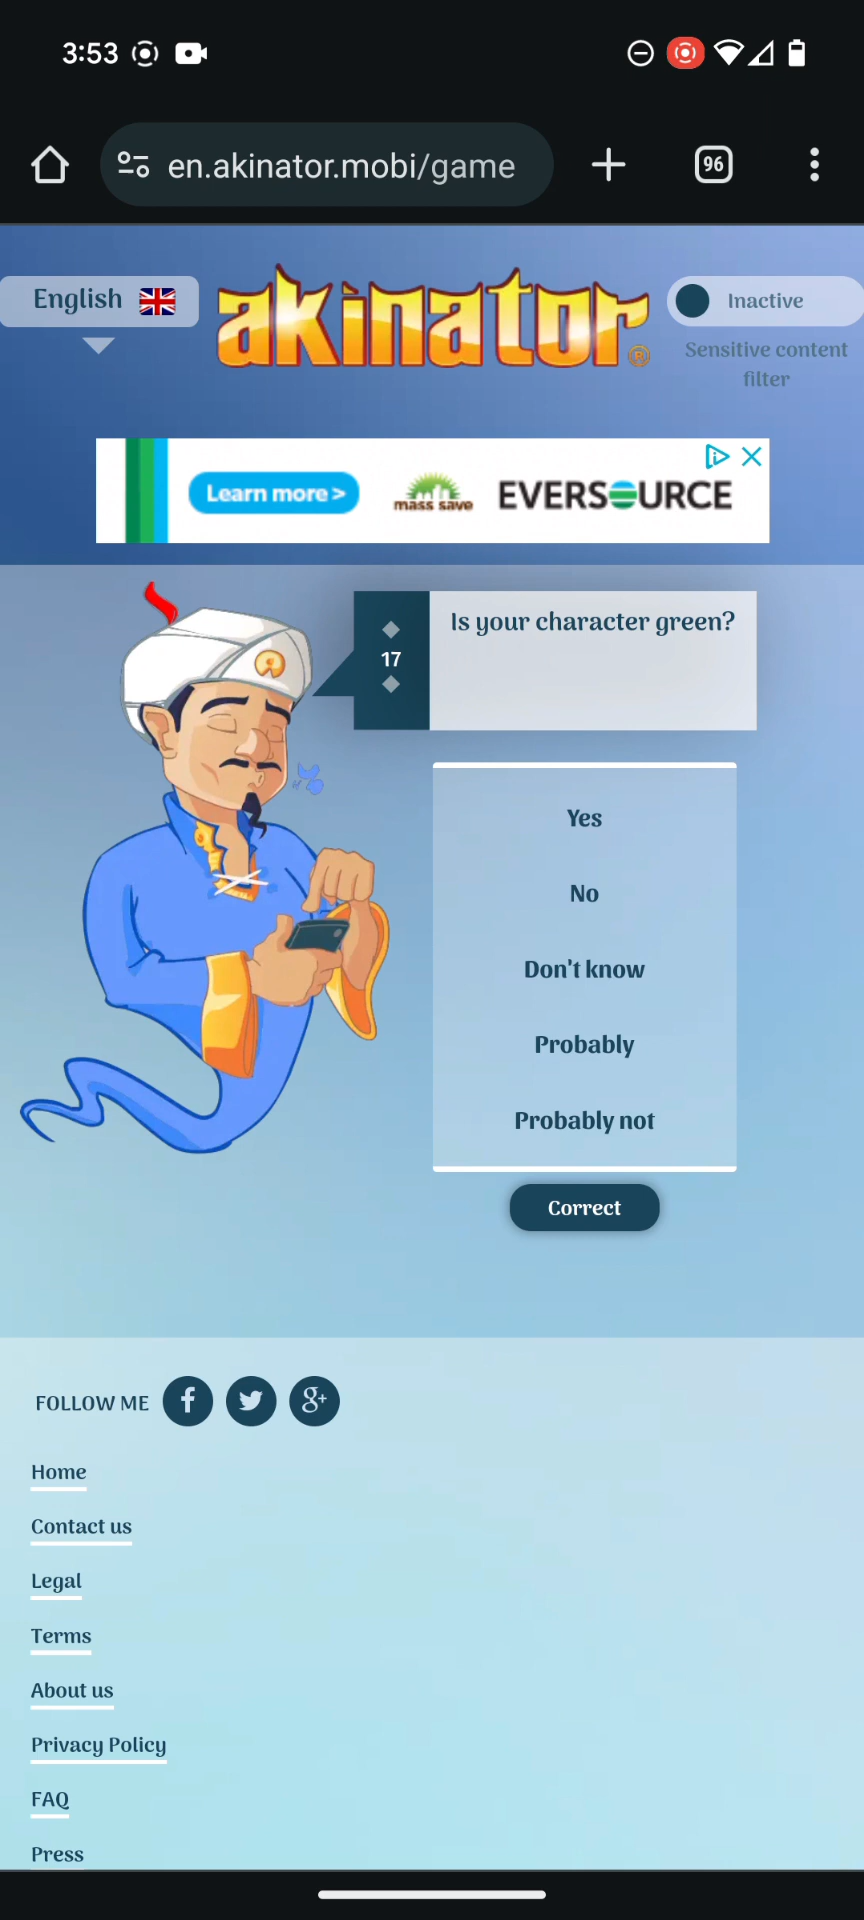 3:53
en.akinator.mobi/game
96
English
akinator®
Inactive
Sensitive content
filter
Learn more >
mass save
EVERSOURCE
17
Is your character green?
Yes
No
Don't know
Probably
Probably not
Correct
FOLLOW ME
Home
Contact us
Legal
Terms
About us
Privacy Policy
FAQ
Press